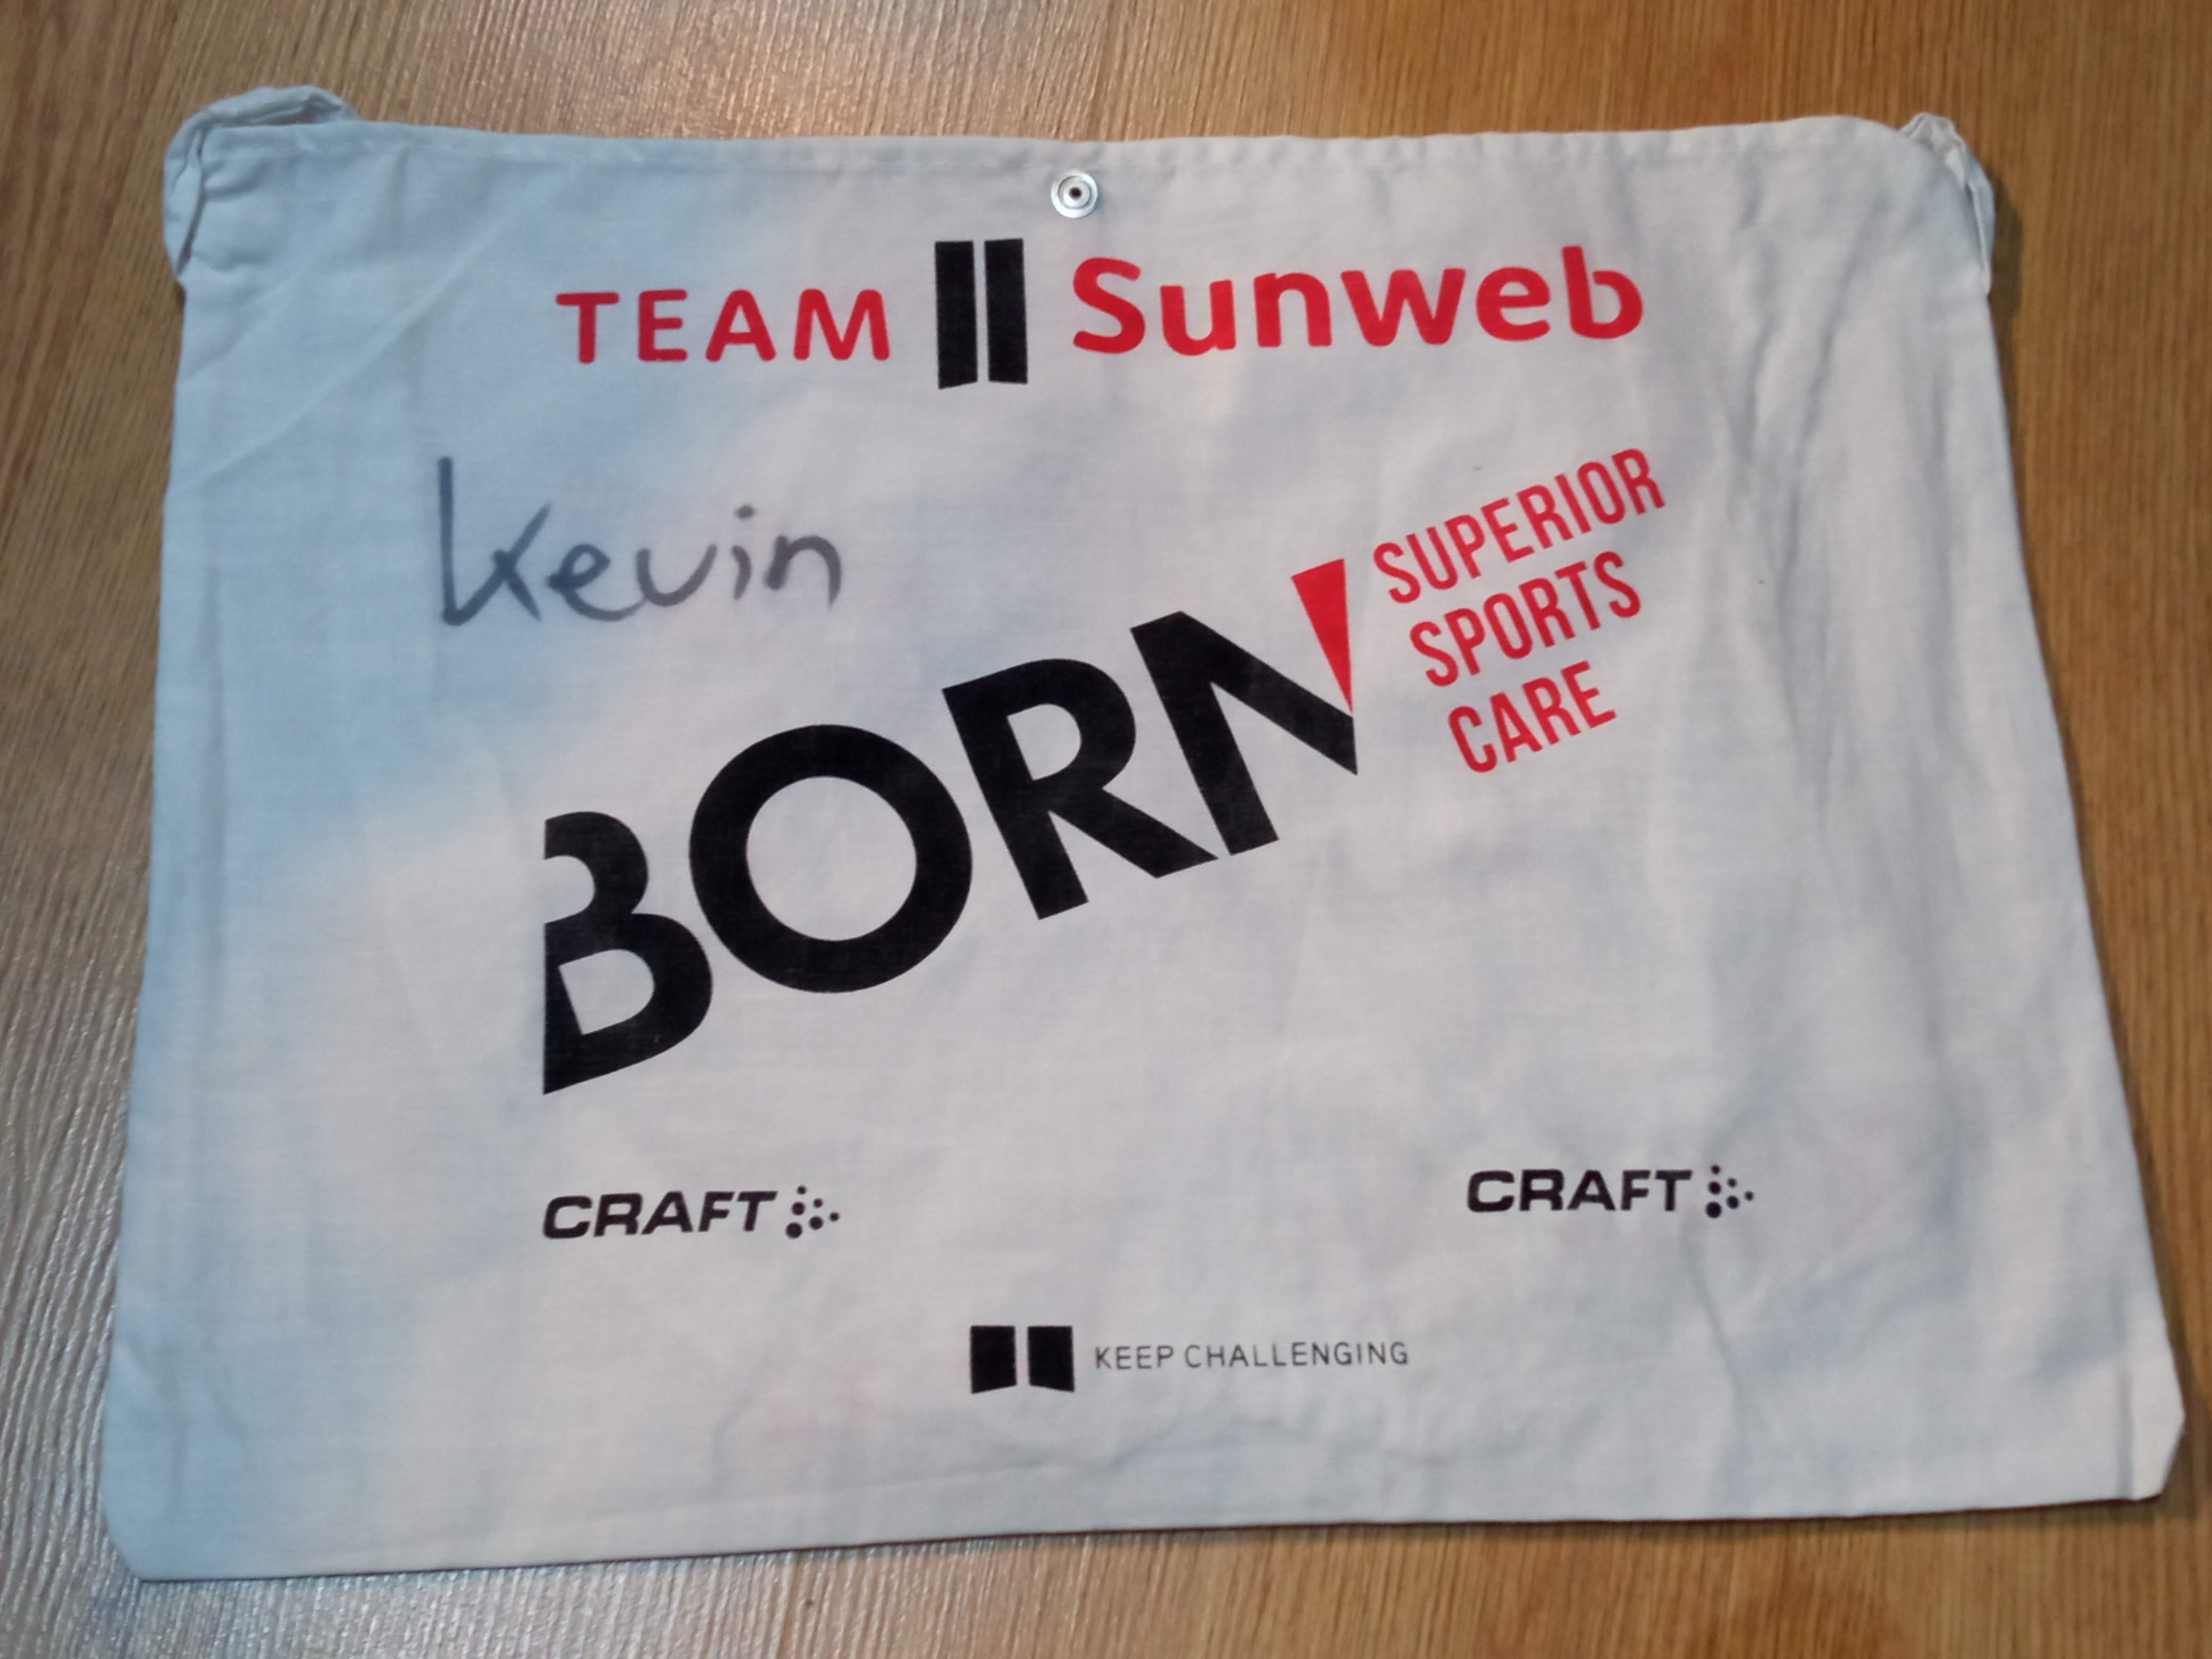 TEAM Sunweb
Kevin
BORN
SUPERIOR
SPORTS
CARE
CRAFT
CRAFT
KEEP CHALLENGING